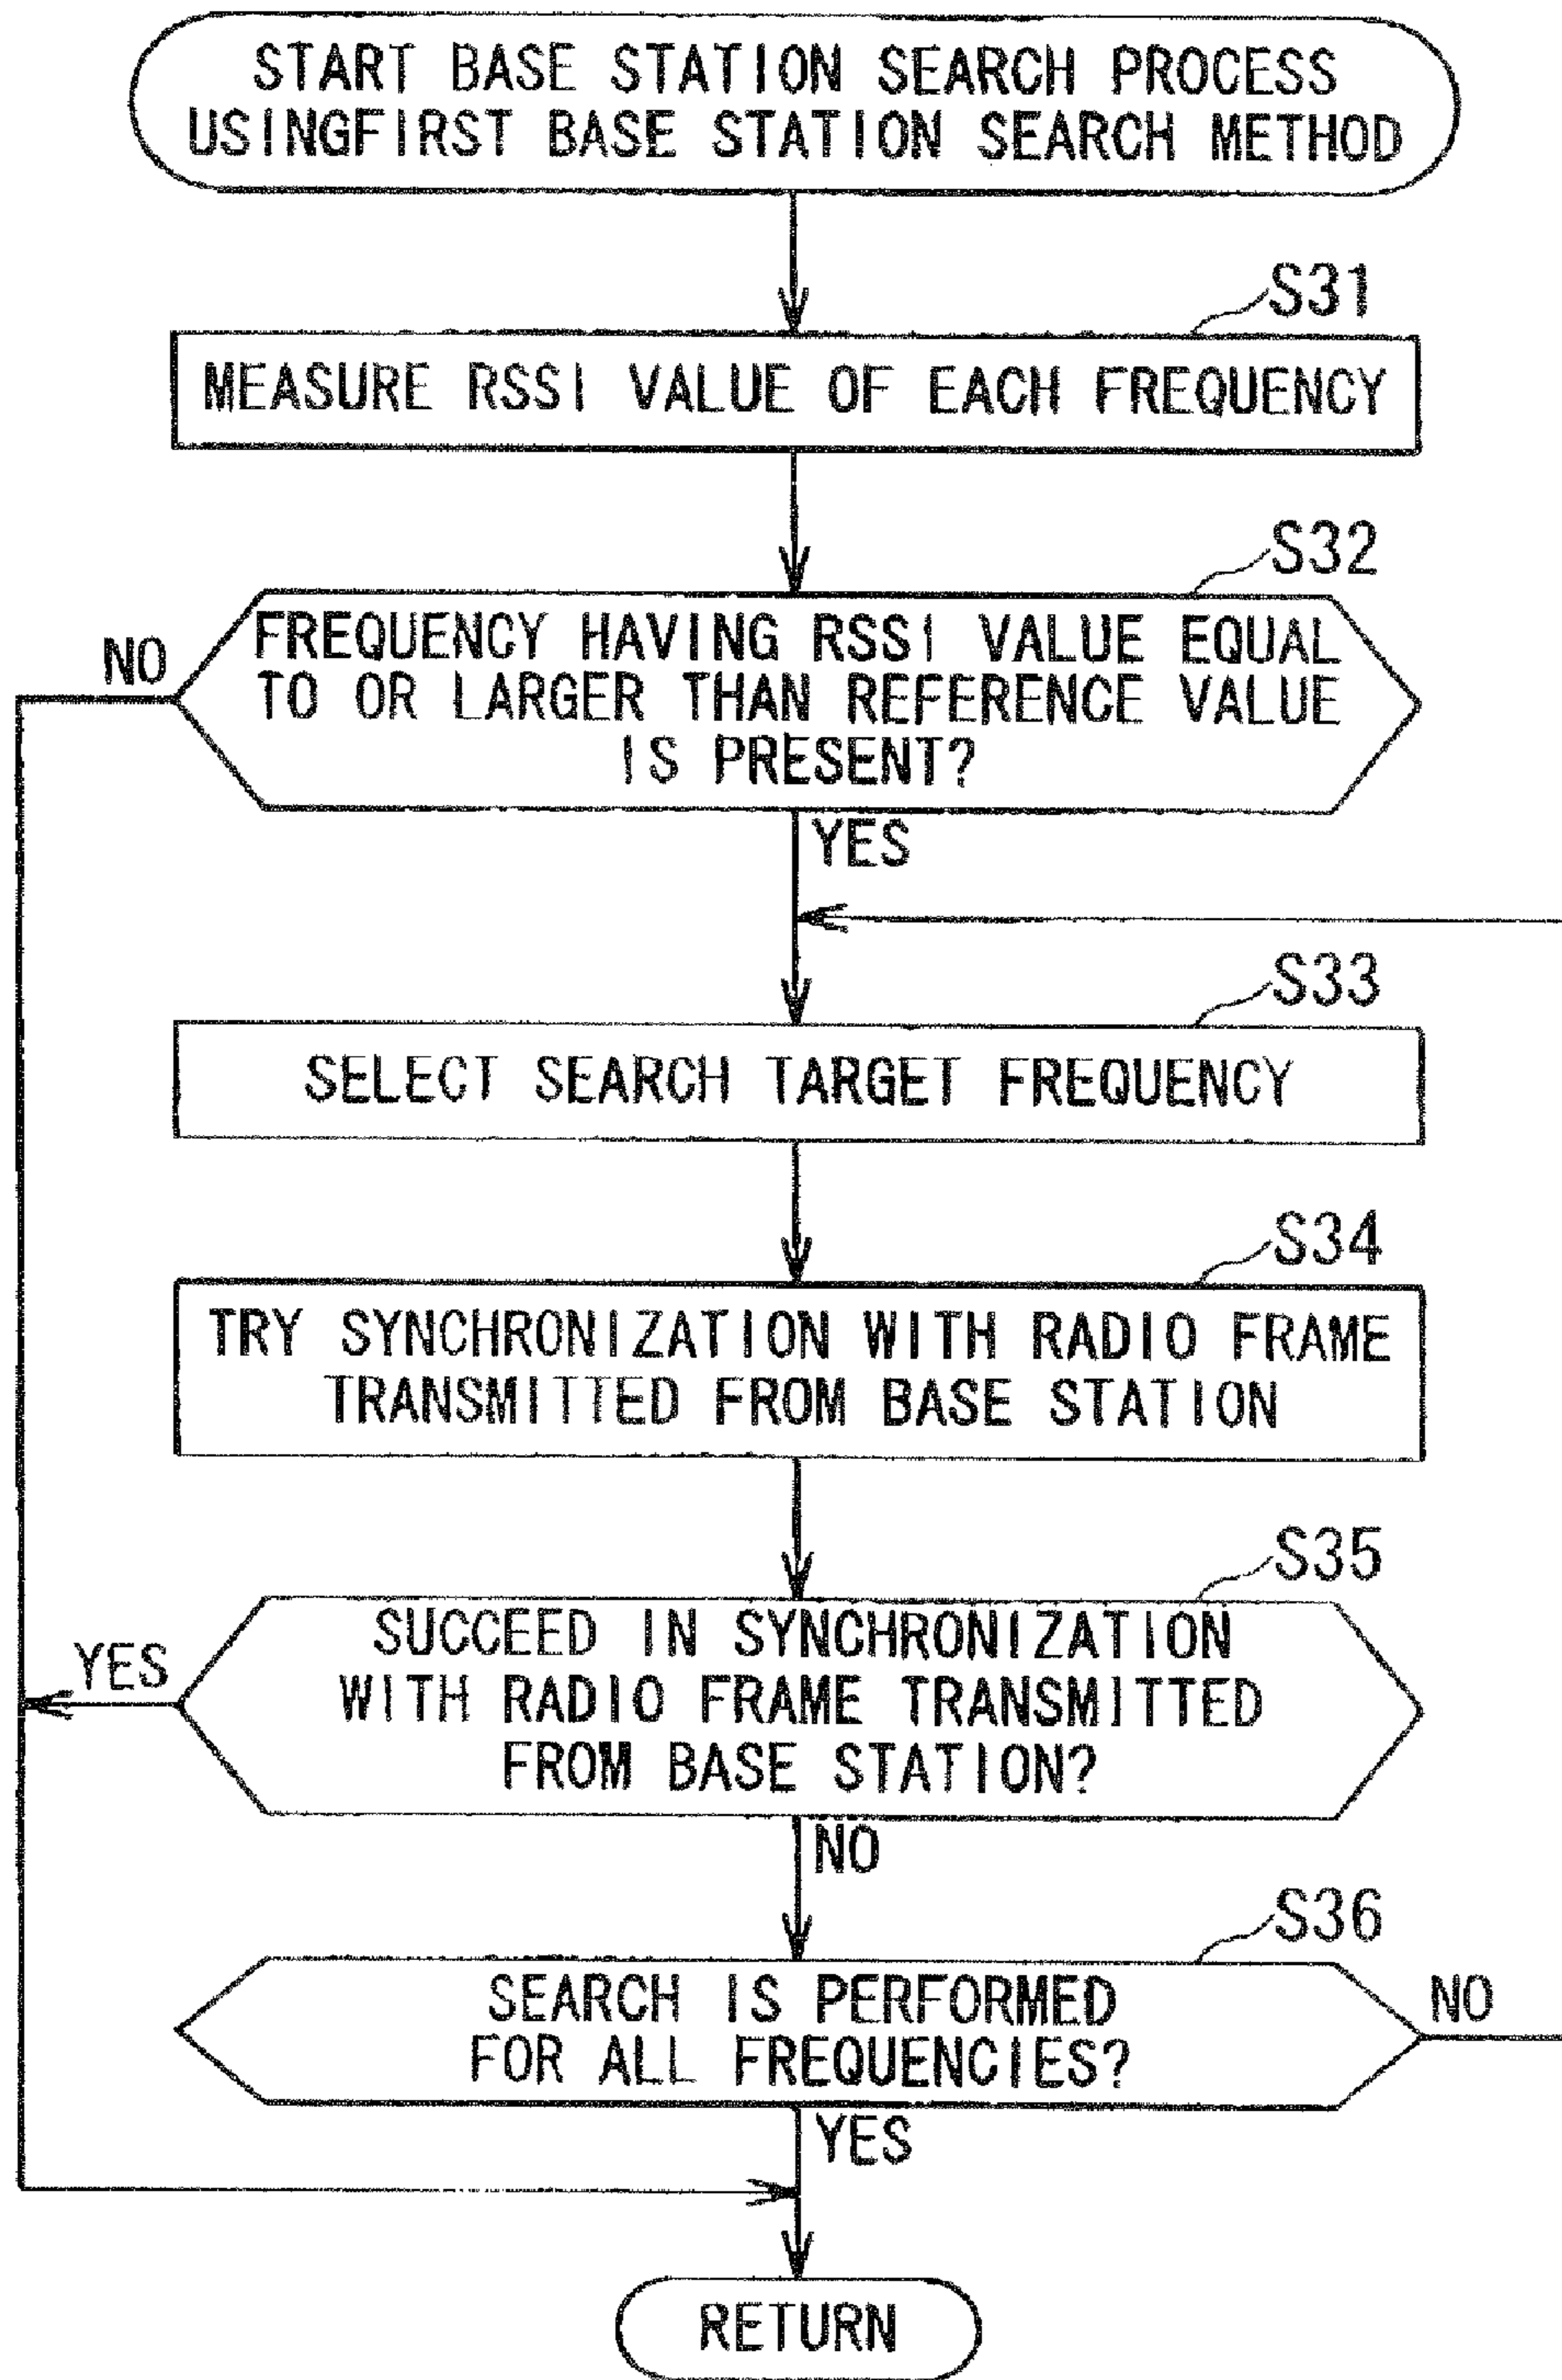 START BASE STATION SEARCH PROCESS
USINGFIRST BASE STATION SEARCH METHOD
S31
MEASURE RSSI VALUE OF EACH FREQUENCY
S32
FREQUENCY HAVING RSSI VALUE EQUAL
TO OR LARGER THAN REFERENCE VALUE
IS PRESENT?
NO
YES
S33
SELECT SEARCH TARGET FREQUENCY
S34
TRY SYNCHRONIZATION WITH RADIO FRAME
TRANSMITTED FROM BASE STATION
S35
SUCCEED IN SYNCHRONIZATION
WITH RADIO FRAME TRANSMITTED
FROM BASE STATION?
YES
NO
S36
SEARCH IS PERFORMED
FOR ALL FREQUENCIES?
NO
YES
RETURN